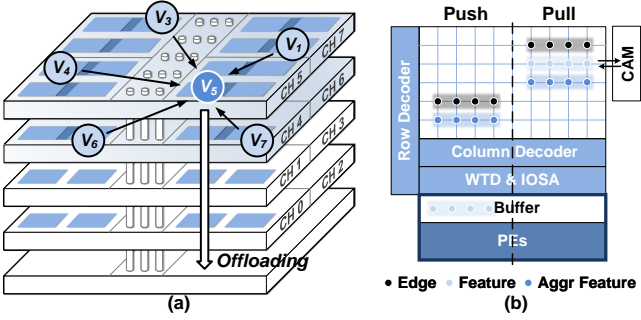 V3
V4
V1
V5
V6
V7
CH 7
CH 5
CH 6
CH 4
CH 3
CH 1
CH 2
CH 0
Offloading
(a)
Push
Pull
Row Decoder
CAM
Column Decoder
WTD & IOSA
Buffer
PEs
Edge
Feature
Aggr Feature
(b)